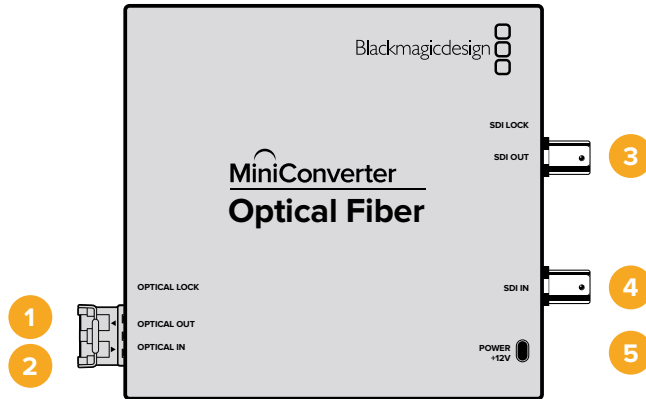 Blackmagicdesign
SDI LOCK
SDI OUT
3
MiniConverter
Optical Fiber
OPTICAL LOCK
SDI IN
4
1
OPTICAL OUT
2
OPTICAL IN
POWER
+12V
5